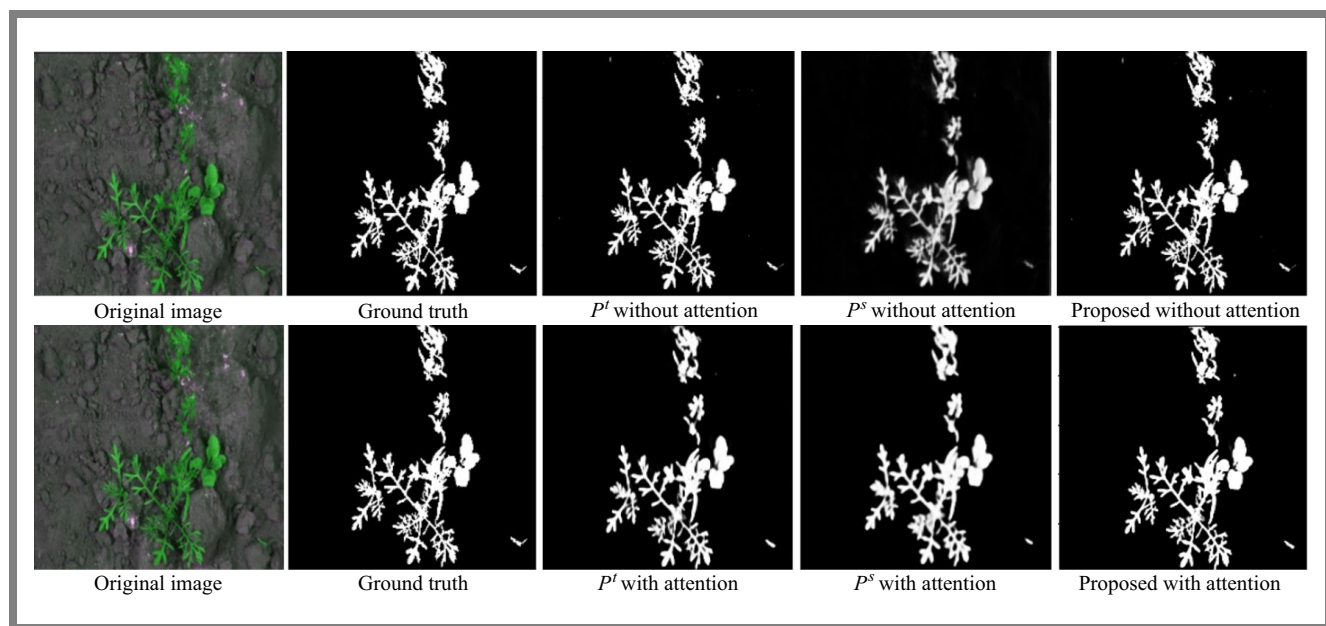 Original image Ground truth P^t without attention P^s without attention Proposed without attention
Original image Ground truth P^t with attention P^s with attention Proposed with attention